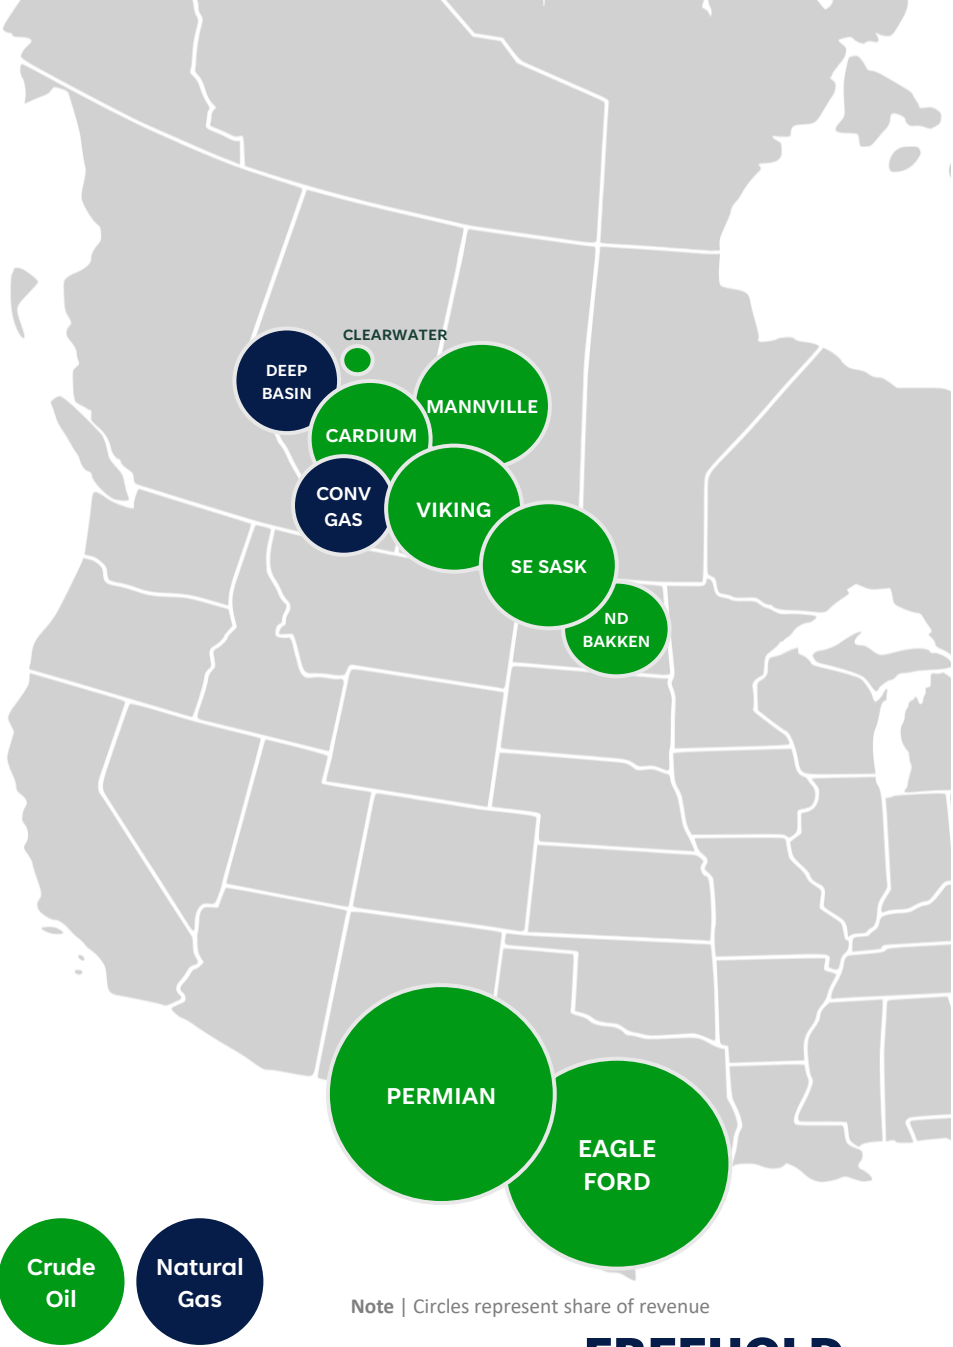 CLEARWATER
DEEP
BASIN
MANNVILLE
CARDIUM
CONV
GAS
VIKING
SE SASK
ND
BAKKEN
PERMIAN
EAGLE
FORD
Crude
Oil
Natural
Gas
Note | Circles represent share of revenue
FREEHOLD